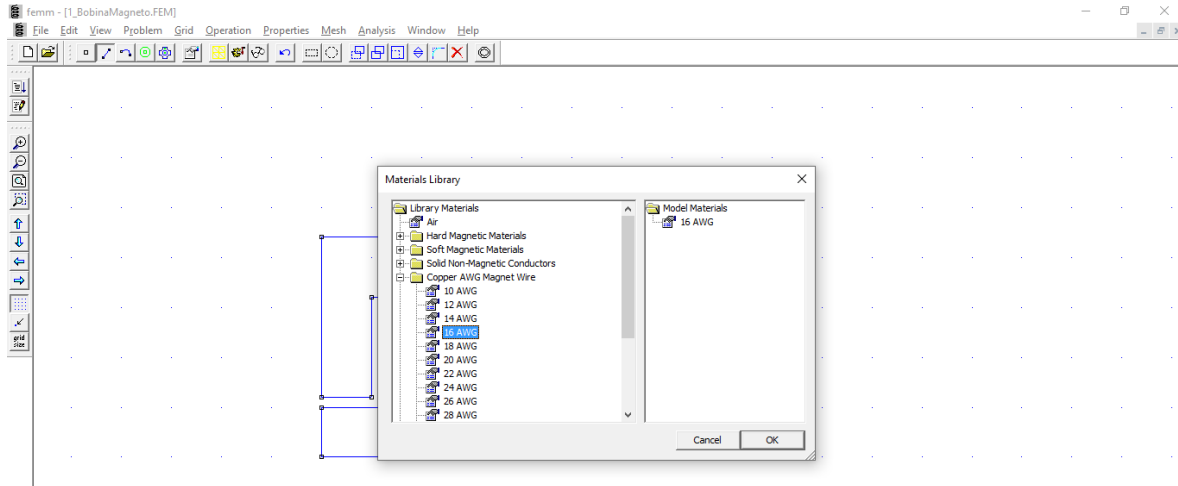 femm - [1_BobinaMagneto.FEM]
File Edit View Problem Grid Operation Properties Mesh Analysis Window Help
Materials Library
Library Materials
Air
Hard Magnetic Materials
Soft Magnetic Materials
Solid Non-Magnetic Conductors
Copper AWG Magnet Wire
10 AWG
12 AWG
14 AWG
16 AWG
18 AWG
20 AWG
22 AWG
24 AWG
26 AWG
28 AWG
Model Materials
16 AWG
Cancel OK
grid
size